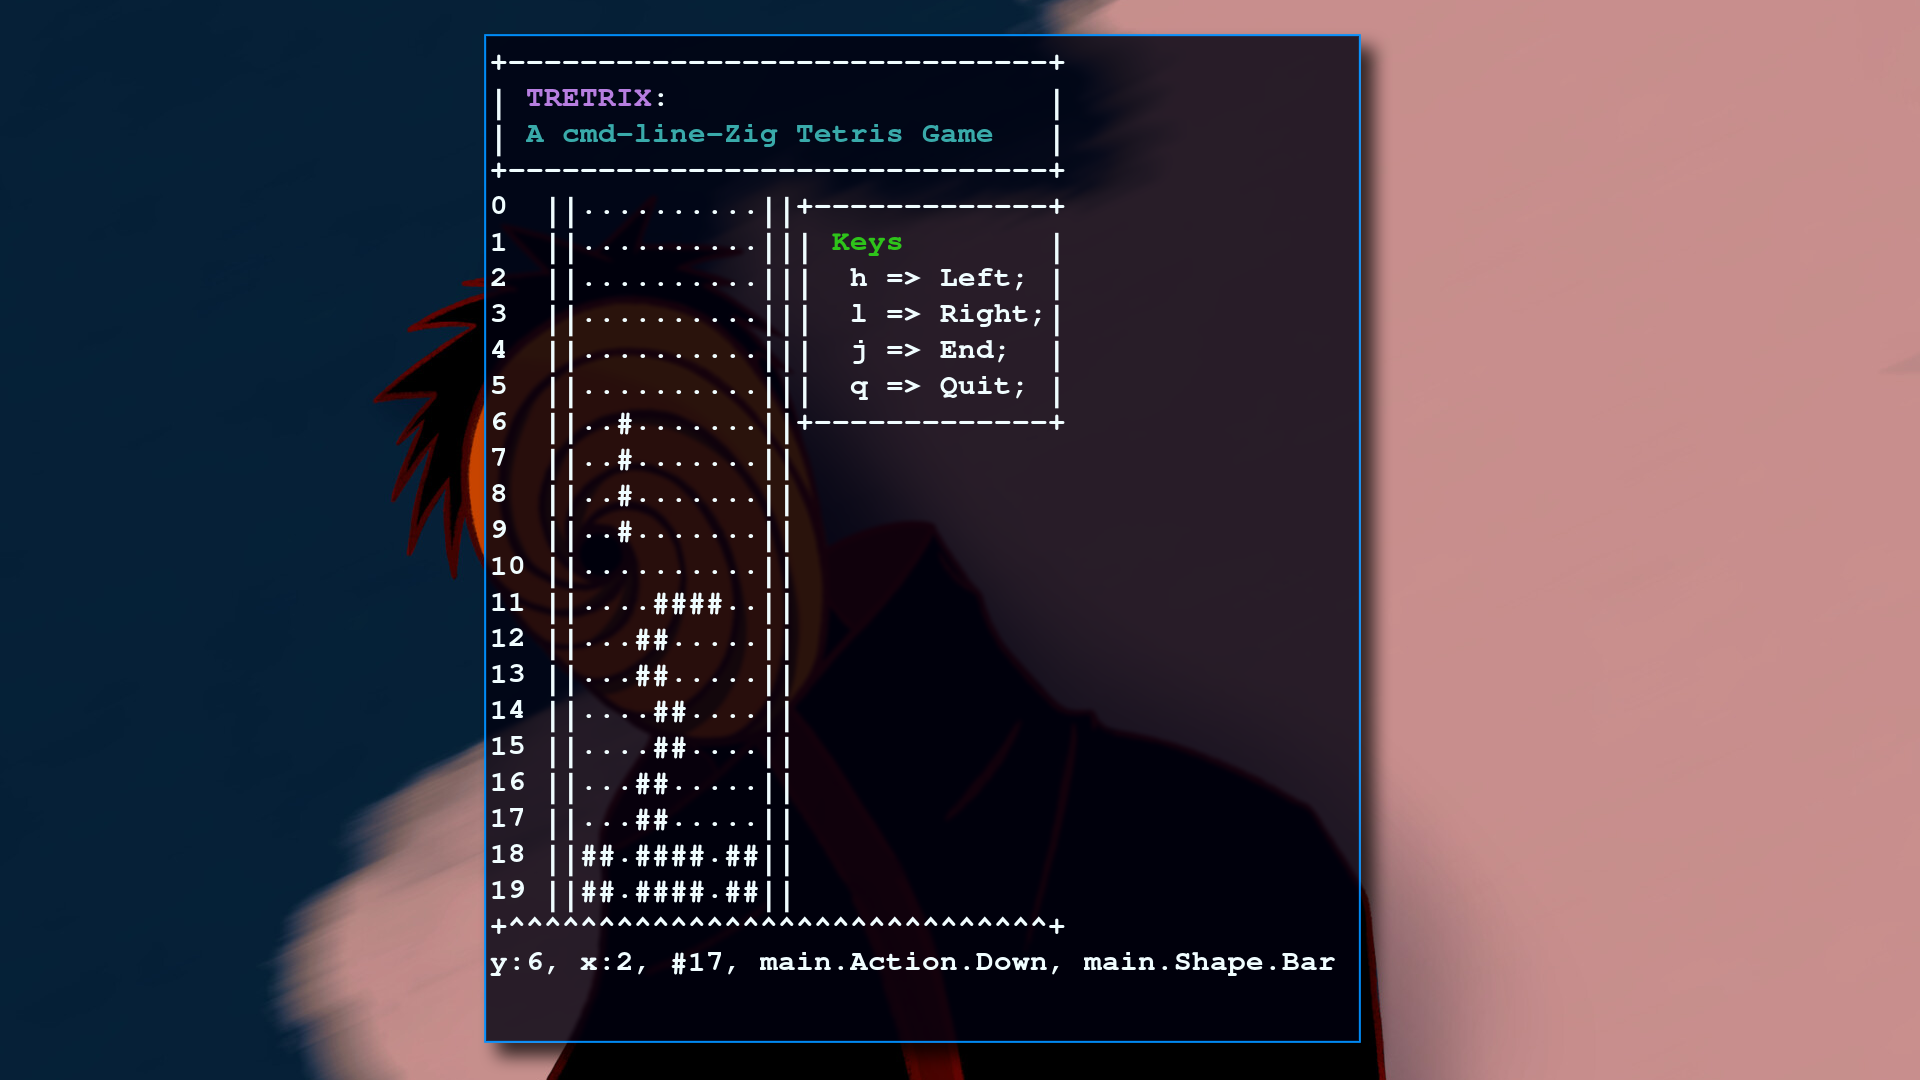 +------------------------------+
| TRETRIX:                     |
| A cmd-line-Zig Tetris Game   |
+------------------------------+
0  ||..........||+-------------+
1  ||..........||| Keys        |
2  ||..........|||  h => Left; |
3  ||..........|||  l => Right;|
4  ||..........|||  j => End;  |
5  ||..........|||  q => Quit; |
6  ||..#.......||+-------------+
7  ||..#.......||
8  ||..#.......||
9  ||..#.......||
10 ||..........||
11 ||....####..||
12 ||...##.....||
13 ||...##.....||
14 ||....##....||
15 ||....##....||
16 ||...##.....||
17 ||...##.....||
18 ||##.####.##||
19 ||##.####.##||
+^^^^^^^^^^^^^^^^^^^^^^^^^^^^^^+
y:6, x:2, #17, main.Action.Down, main.Shape.Bar